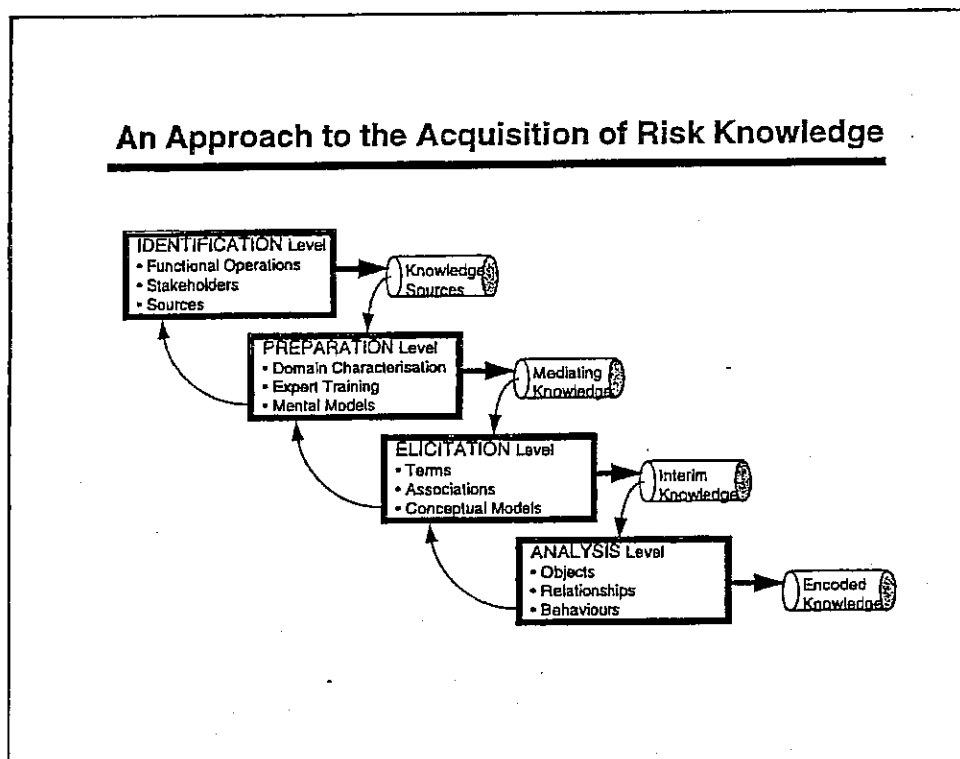 An Approach to the Acquisition of Risk Knowledge
IDENTIFICATION Level
• Functional Operations
• Stakeholders
• Sources
Knowledge
Sources
PREPARATION Level
• Domain Characterisation
• Expert Training
• Mental Models
Mediating
Knowledge
ELICITATION Level
• Terms
• Associations
• Conceptual Models
Interim
Knowledge
ANALYSIS Level
• Objects
• Relationships
• Behaviours
Encoded
Knowledge